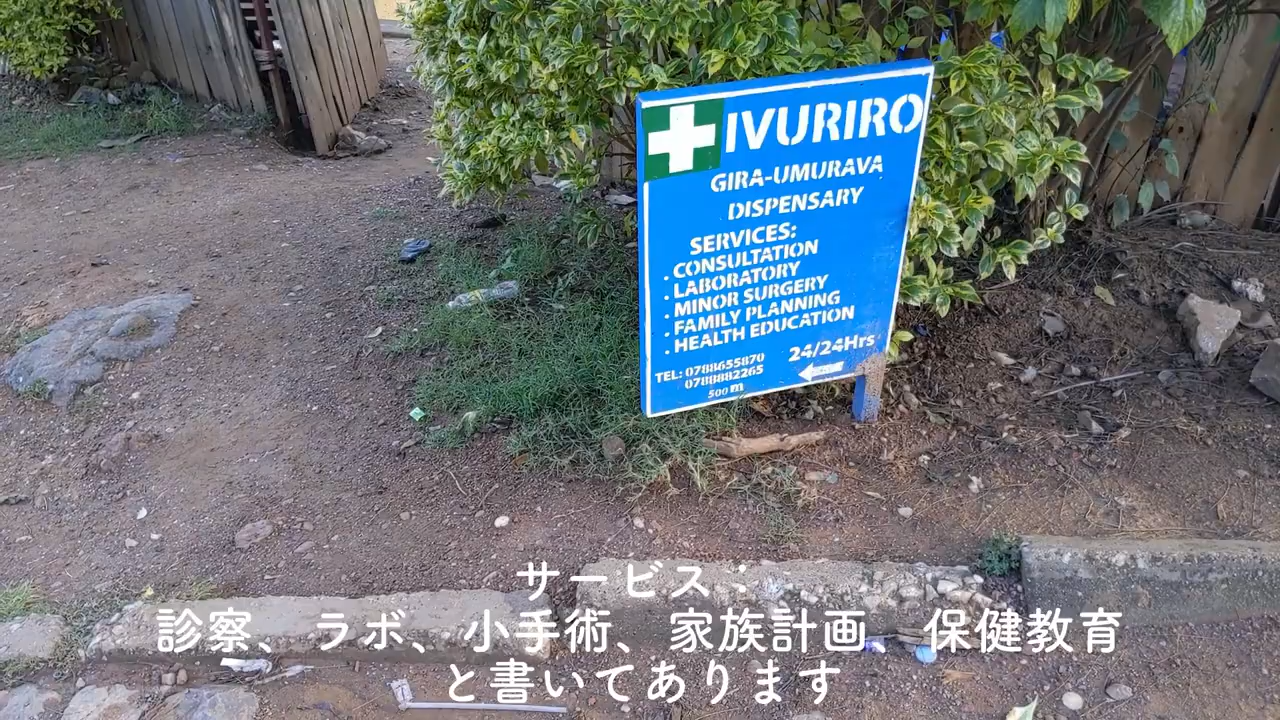 IVURIRO
GIRA-UMURAVA
DISPENSARY
SERVICES:
. CONSULTATION
. LABORATORY
. MINOR SURGERY
. FAMILY PLANNING
. HEALTH EDUCATION
24/24Hrs
TEL: 0788655870
0788882265
500 m
サービス：
診察、ラボ、小手術、家族計画、保健教育
と書いてあります